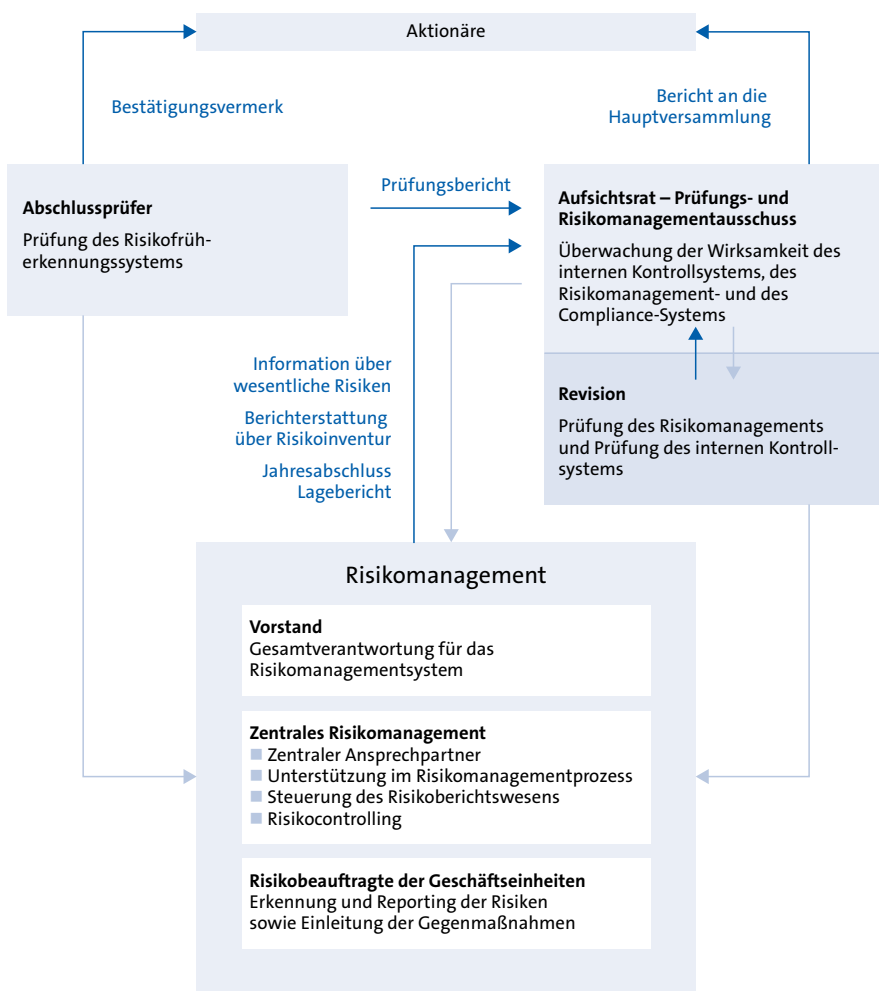 Aktionäre
Bestätigungsvermerk
Bericht an die
Hauptversammlung
Abschlussprüfer
Prüfung des Risikofrüh-
erkennungssystems
Prüfungsbericht
Aufsichtsrat – Prüfungs- und
Risikomanagementausschuss
Überwachung der Wirksamkeit des
internen Kontrollsystems, des
Risikomanagement- und des
Compliance-Systems
Information über
wesentliche Risiken
Berichterstattung
über Risikoinventur
Jahresabschluss
Lagebericht
Revision
Prüfung des Risikomanagements
und Prüfung des internen Kontroll-
systems
Risikomanagement
Vorstand
Gesamtverantwortung für das
Risikomanagementsystem
Zentrales Risikomanagement
Zentraler Ansprechpartner
Unterstützung im Risikomanagementprozess
Steuerung des Risikoberichtswesens
Risikocontrolling
Risikobeauftragte der Geschäftseinheiten
Erkennung und Reporting der Risiken
sowie Einleitung der Gegenmaßnahmen